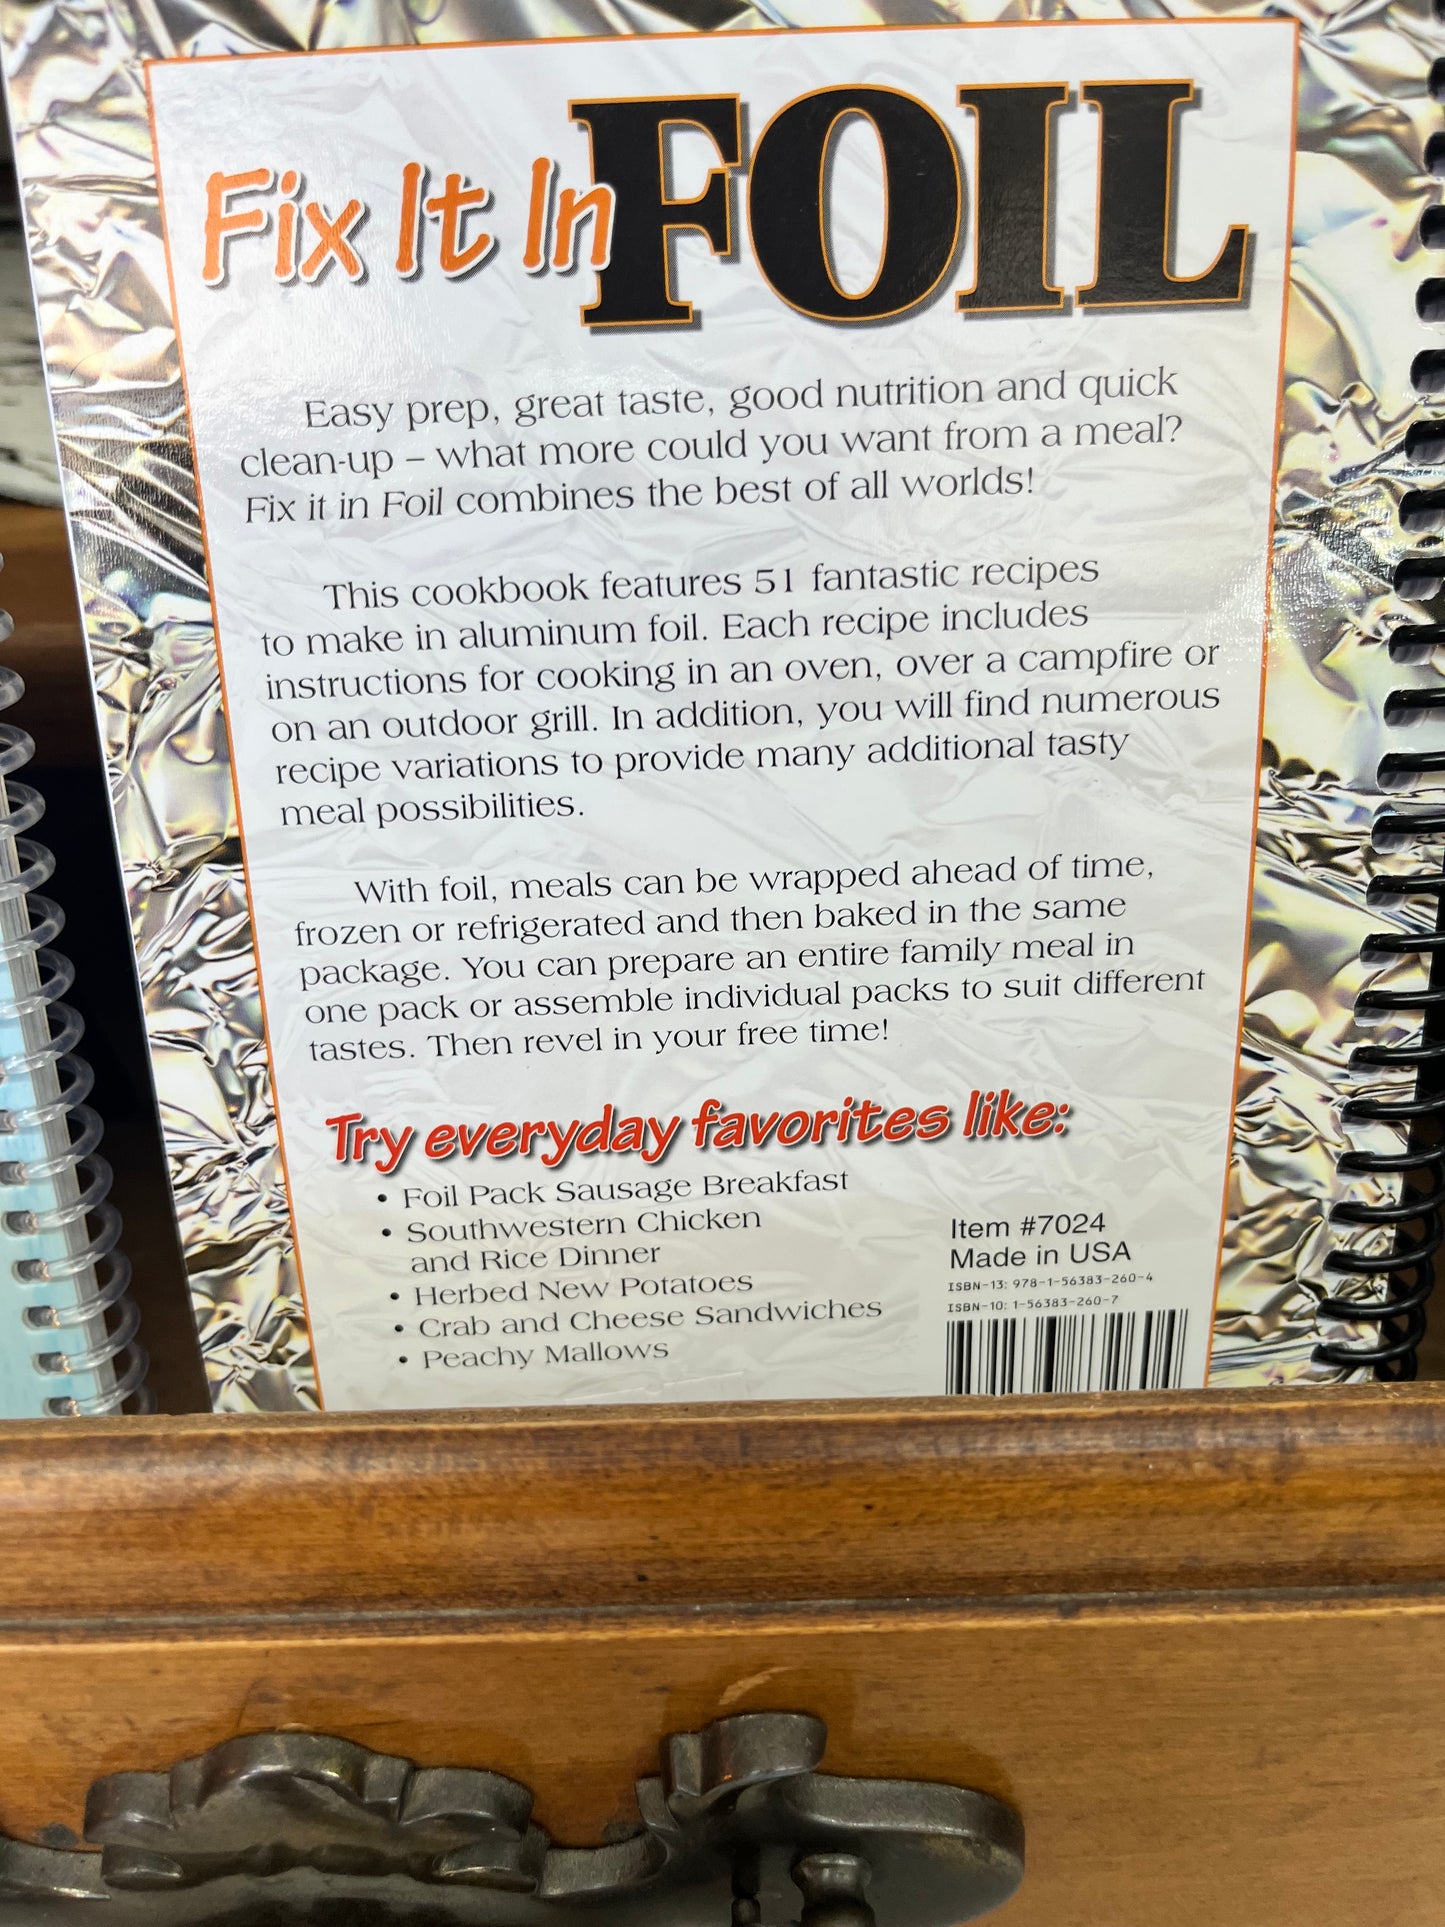 Fix It In FOIL
Easy prep, great taste, good nutrition and quick
clean-up – what more could you want from a meal?
Fix it in Foil combines the best of all worlds!
This cookbook features 51 fantastic recipes
to make in aluminum foil. Each recipe includes
instructions for cooking in an oven, over a campfire or
on an outdoor grill. In addition, you will find numerous
recipe variations to provide many additional tasty
meal possibilities.
With foil, meals can be wrapped ahead of time,
frozen or refrigerated and then baked in the same
package. You can prepare an entire family meal in
one pack or assemble individual packs to suit different
tastes. Then revel in your free time!
Try everyday favorites like:
• Foil Pack Sausage Breakfast
• Southwestern Chicken
and Rice Dinner
• Herbed New Potatoes
• Crab and Cheese Sandwiches
• Peachy Mallows
Item #7024
Made in USA
ISBN-13: 978-1-56383-260-4
ISBN-10: 1-56383-260-7